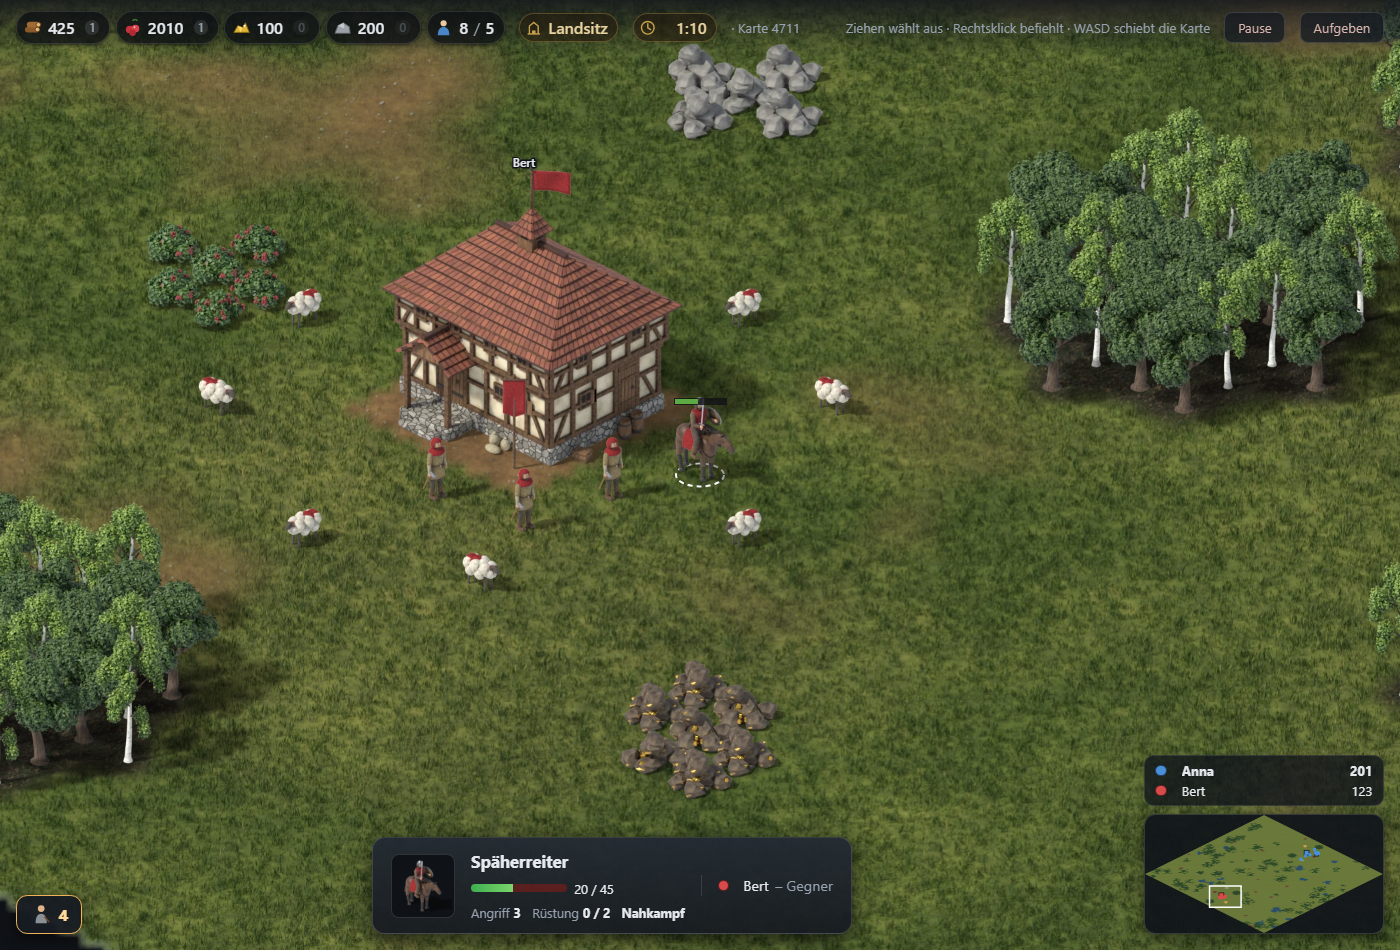 425 1 2010 1 100 0 200 0 8 / 5 Landsitz 1:10 · Karte 4711 Ziehen wählt aus · Rechtsklick befiehlt · WASD schiebt die Karte Pause Aufgeben
Bert
Anna 201
Bert 123
Späherreiter
20 / 45
Bert – Gegner
Angriff 3 Rüstung 0 / 2 Nahkampf
4